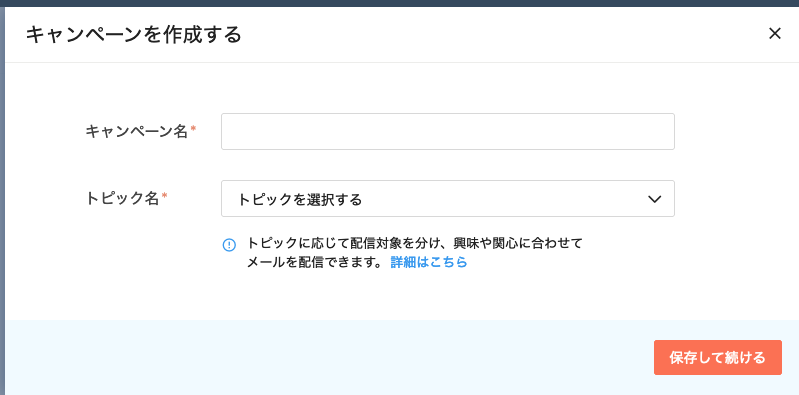 キャンペーンを作成する
キャンペーン名*
トピック名*
トピックを選択する
トピックに応じて配信対象を分け、興味や関心に合わせて
メールを配信できます。 詳細はこちら
保存して続ける